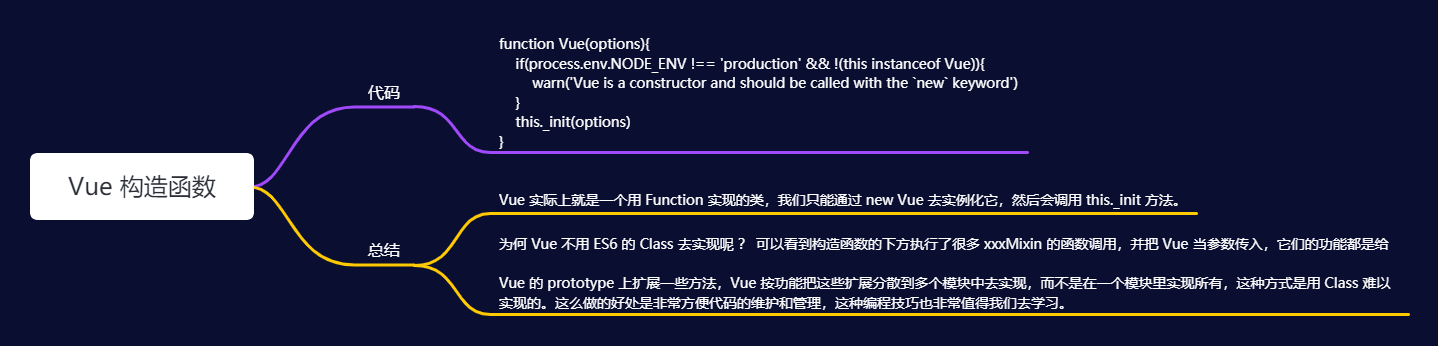 Vue 构造函数
代码
function Vue(options){
if(process.env.NODE_ENV !== 'production' && !(this instanceof Vue)){
warn('Vue is a constructor and should be called with the `new` keyword')
}
this._init(options)
}
总结
Vue 实际上就是一个用 Function 实现的类，我们只能通过 new Vue 去实例化它，然后会调用 this._init 方法。
为何 Vue 不用 ES6 的 Class 去实现呢？ 可以看到构造函数的下方执行了很多 xxxMixin 的函数调用，并把 Vue 当参数传入，它们的功能都是给
Vue 的 prototype 上扩展一些方法，Vue 按功能把这些扩展分散到多个模块中去实现，而不是在一个模块里实现所有，这种方式是用 Class 难以
实现的。这么做的好处是非常方便代码的维护和管理，这种编程技巧也非常值得我们去学习。